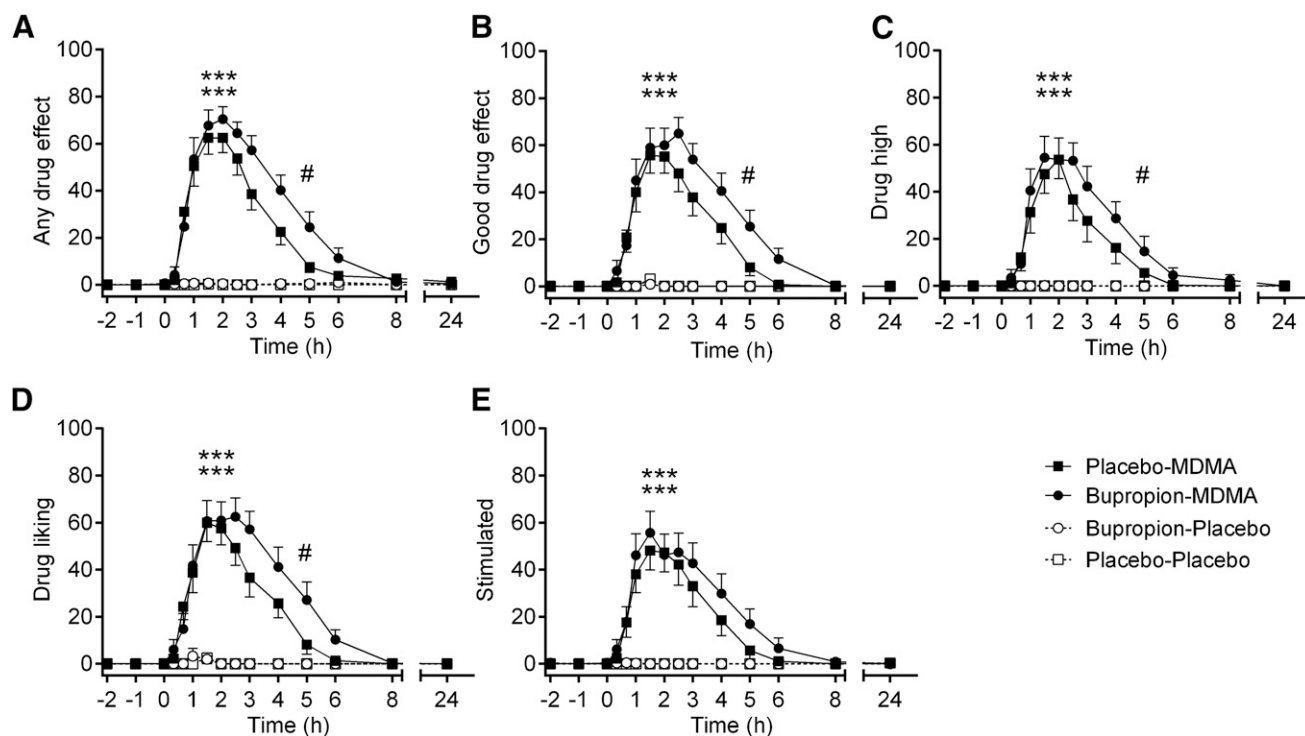 A
Any drug effect
100
80
60
40
20
0
***
***
#
-2 -1 0 1 2 3 4 5 6 8 24
Time (h)
B
Good drug effect
100
80
60
40
20
0
***
***
#
-2 -1 0 1 2 3 4 5 6 8 24
Time (h)
C
Drug high
100
80
60
40
20
0
***
***
#
-2 -1 0 1 2 3 4 5 6 8 24
Time (h)
D
Drug liking
100
80
60
40
20
0
***
***
#
-2 -1 0 1 2 3 4 5 6 8 24
Time (h)
E
Stimulated
100
80
60
40
20
0
***
***
-2 -1 0 1 2 3 4 5 6 8 24
Time (h)
Placebo-MDMA
Bupropion-MDMA
Bupropion-Placebo
Placebo-Placebo